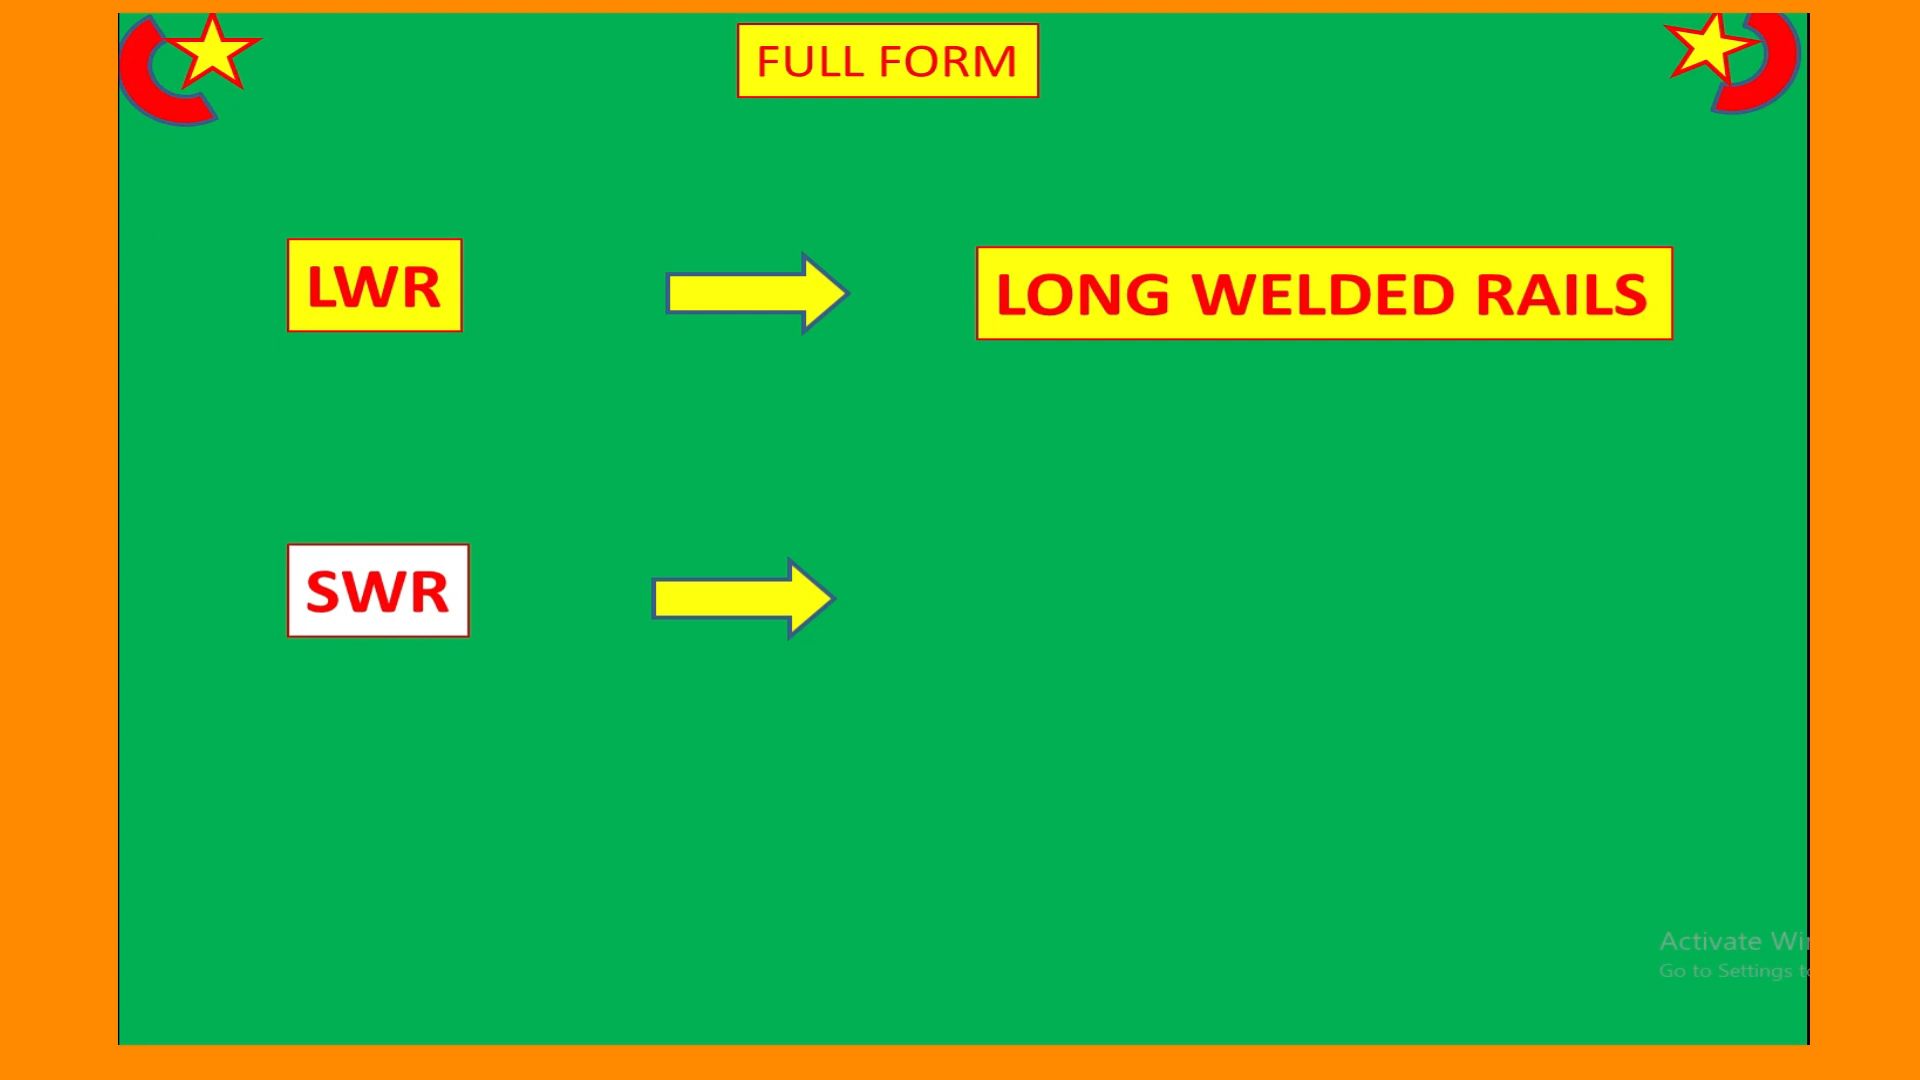 FULL FORM
LWR
LONG WELDED RAILS
SWR
Activate Wi
Go to Settings t